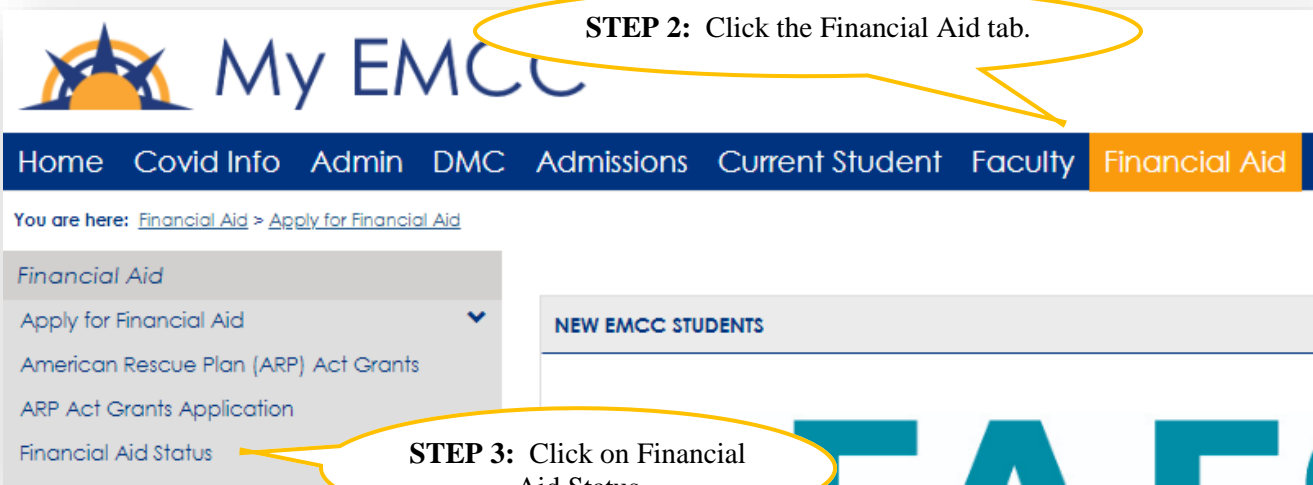 STEP 2: Click the Financial Aid tab.
My EMCC
Home Covid Info Admin DMC Admissions Current Student Faculty Financial Aid
You are here: Financial Aid > Apply for Financial Aid
Financial Aid
Apply for Financial Aid
American Rescue Plan (ARP) Act Grants
ARP Act Grants Application
Financial Aid Status
NEW EMCC STUDENTS
STEP 3: Click on Financial
Aid Status